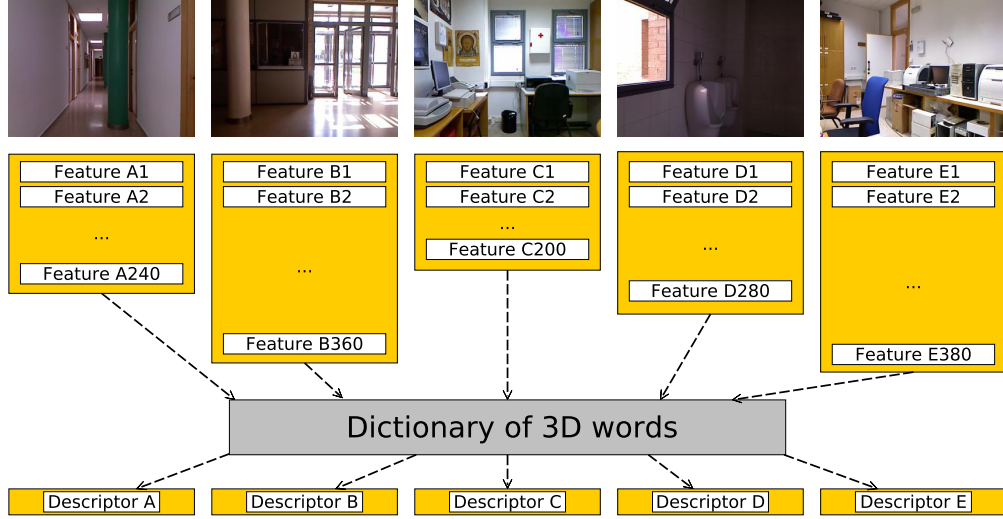 Feature A1
Feature A2
...
Feature A240
Feature B1
Feature B2
...
Feature B360
Feature C1
Feature C2
...
Feature C200
Feature D1
Feature D2
...
Feature D280
Feature E1
Feature E2
...
Feature E380
Dictionary of 3D words
Descriptor A
Descriptor B
Descriptor C
Descriptor D
Descriptor E